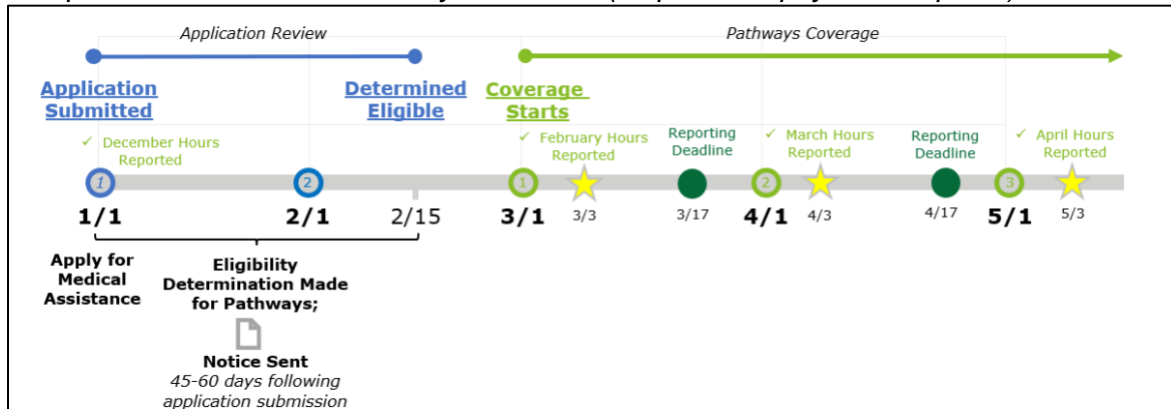 Application Review
Pathways Coverage
Application
Submitted
Determined
Eligible
Coverage
Starts
✓ December Hours
Reported
✓ February Hours
Reported
Reporting
Deadline
✓ March Hours
Reported
Reporting
Deadline
✓ April Hours
Reported
1
2
1
2
3
1/1
2/1
2/15
3/1
3/3
3/17
4/1
4/3
4/17
5/1
5/3
Apply for
Medical
Assistance
Eligibility
Determination Made
for Pathways;
Notice Sent
45-60 days following
application submission